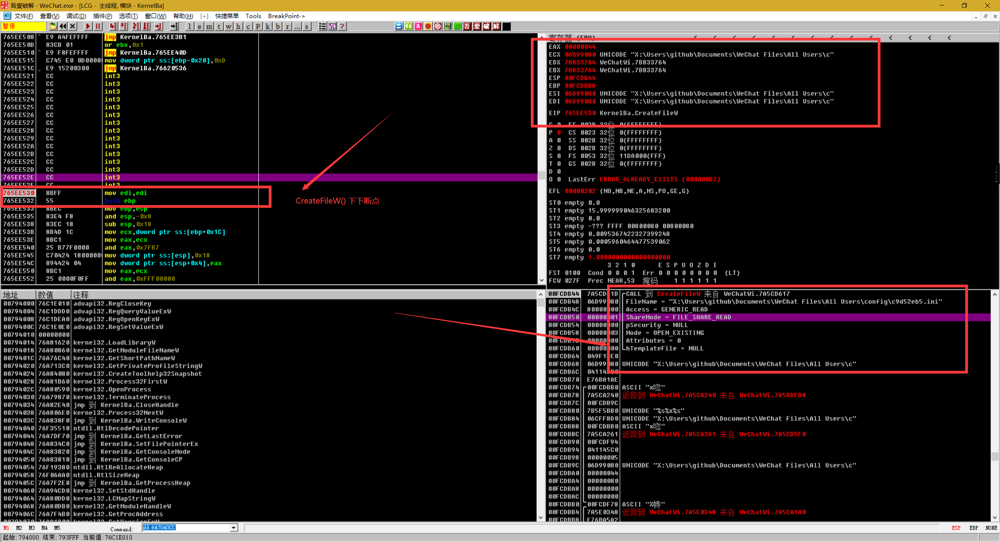 吾愛破解 - WeChat.exe - [LCG - 主线程, 模块 - KernelBa]
文件(F) 查看(V) 调试(D) 插件(P) 选项(T) 窗口(W) 帮助(H) [+] 快捷菜单 Tools BreakPoint->
暂停 l e m t w h c p k b r ... s ? A 吾 爱 破 解
765EE508 ^ E9 A4FEFFFF jmp KernelBa.765EE3B1
765EE50D 83CB 01 or ebx,0x1
765EE510 ^ E9 F8FEFFFF jmp KernelBa.765EE40D
765EE515 C745 E0 0D0000 mov dword ptr ss:[ebp-0x20],0xD
765EE51C E9 15200300 jmp KernelBa.76620536
765EE521 CC int3
765EE522 CC int3
765EE523 CC int3
765EE524 CC int3
765EE525 CC int3
765EE526 CC int3
765EE527 CC int3
765EE528 CC int3
765EE529 CC int3
765EE52A CC int3
765EE52B CC int3
765EE52C CC int3
765EE52D CC int3
765EE52E CC int3
765EE52F CC int3
765EE530 8BFF mov edi,edi
765EE532 55 push ebp
765EE533 8BEC mov ebp,esp
765EE535 83E4 F8 and esp,-0x8
765EE538 83EC 18 sub esp,0x18
765EE53B 8B4D 1C mov ecx,dword ptr ss:[ebp+0x1C]
765EE53E 8BC1 mov eax,ecx
765EE540 25 B77F0000 and eax,0x7FB7
765EE545 C70424 1800000 mov dword ptr ss:[esp],0x18
765EE54C 894424 04 mov dword ptr ss:[esp+0x4],eax
765EE550 8BC1 mov eax,ecx
765EE552 25 0000F0FF and eax,0xFFF00000
CreateFileW() 下下断点
寄存器 (FPU) < < < < < < < < < < < < < <
EAX 00000044
ECX 06D99080 UNICODE "X:\Users\github\Documents\WeChat Files\All Users\c"
EDX 7B833764 WeChatWi.7B833764
EBX 7B833764 WeChatWi.7B833764
ESP 00FCDB44
EBP 00FCDB88
ESI 06D99080 UNICODE "X:\Users\github\Documents\WeChat Files\All Users\c"
EDI 06D99080 UNICODE "X:\Users\github\Documents\WeChat Files\All Users\c"
EIP 765EE530 KernelBa.CreateFileW
C 0 ES 002B 32位 0(FFFFFFFF)
P 0 CS 0023 32位 0(FFFFFFFF)
A 0 SS 002B 32位 0(FFFFFFFF)
Z 0 DS 002B 32位 0(FFFFFFFF)
S 0 FS 0053 32位 11DA000(FFF)
T 0 GS 002B 32位 0(FFFFFFFF)
D 0
O 0 LastErr ERROR_ALREADY_EXISTS (000000B7)
EFL 00000202 (NO,NB,NE,A,NS,PO,GE,G)
ST0 empty 0.0
ST1 empty 15.999999046325683200
ST2 empty 0.0
ST3 empty -??? FFFF 00800080 00800080
ST4 empty 0.0095367422327399248
ST5 empty 0.0005960464477539062
ST6 empty 0.0
ST7 empty 1.0000000000000000000
3 2 1 0 E S P U O Z D I
FST 0100 Cond 0 0 0 1 Err 0 0 0 0 0 0 0 0 (LT)
FCW 027F Prec NEAR,53 掩码 1 1 1 1 1 1
地址 数值 注释
00794000 76C1E010 advapi32.RegCloseKey
00794004 76C1DDD0 advapi32.RegQueryValueExW
00794008 76C1DEA0 advapi32.RegOpenKeyExW
0079400C 76C1E0E0 advapi32.RegSetValueExW
00794010 00000000
00794014 76A81620 kernel32.LoadLibraryW
00794018 76A80860 kernel32.GetModuleFileNameW
0079401C 76A76C40 kernel32.GetShortPathNameW
00794020 76A713C0 kernel32.GetPrivateProfileStringW
00794024 76A84080 kernel32.CreateToolhelp32Snapshot
00794028 76A81B60 kernel32.Process32FirstW
0079402C 76A80590 kernel32.OpenProcess
00794030 76A79870 kernel32.TerminateProcess
00794034 76A82E40 jmp 到 KernelBa.CloseHandle
00794038 76A806E0 kernel32.Process32NextW
0079403C 76A838F0 jmp 到 KernelBa.WriteConsoleW
00794040 76F35510 ntdll.RtlDecodePointer
00794044 76A7DF70 jmp 到 KernelBa.GetLastError
00794048 76A834C0 jmp 到 KernelBa.SetFilePointerEx
0079404C 76A83820 jmp 到 KernelBa.GetConsoleMode
00794050 76A83810 jmp 到 KernelBa.GetConsoleCP
00794054 76F19380 ntdll.RtlReAllocateHeap
00794058 76F06AA0 ntdll.RtlSizeHeap
0079405C 76A7F2E0 jmp 到 KernelBa.GetProcessHeap
00794060 76A94CD0 kernel32.SetStdHandle
00794064 76A80DD0 kernel32.LCMapStringW
00794068 76A80DB0 kernel32.GetModuleHandleW
0079406C 76A7F4B0 kernel32.GetProcAddress
00FCDB44 7A5CD 1D CALL 到 CreateFileW 来自 WeChatWi.7A5CD617
00FCDB48 06D99080 FileName = "X:\Users\github\Documents\WeChat Files\All Users\config\c9d52eb5.ini"
00FCDB4C 80000000 Access = GENERIC_READ
00FCDB50 00000001 ShareMode = FILE_SHARE_READ
00FCDB54 00000000 pSecurity = NULL
00FCDB58 00000003 Mode = OPEN_EXISTING
00FCDB5C 00000000 Attributes = 0
00FCDB60 00000000 hTemplateFile = NULL
00FCDB64 049F1 E0
00FCDB68 06D99080 UNICODE "X:\Users\github\Documents\WeChat Files\All Users\c"
00FCDB6C
00FCDB70 E76BA1AE
00FCDB74 00FCDBB0 ASCII "x唿"
00FCDB78 7A5CA240 返回到 WeChatWi.7A5CA240 来自 WeChatWi.7A5DDFB0
00FCDB7C 00FCDB9C
00FCDB80 7B5F5BB0 UNICODE "%s%x%s"
00FCDB84 06CFF8D0 UNICODE "X:\Users\github\Documents\WeChat Files\All Users\c"
00FCDB88 00FCDBB0 ASCII "x唿"
00FCDB8C 7A5CA261 返回到 WeChatWi.7A5CA261 来自 WeChatWi.7A5CD5F0
00FCDB90 00FCDF94
00FCDB94 041145C0
00FCDB98 00000005
00FCDB9C 06D99080 UNICODE "X:\Users\github\Documents\WeChat Files\All Users\c"
00FCDBA0 00000044
00FCDBA4 00000080
00FCDBA8 00000000
00FCDBAC 00000000
00FCDBB0 00FCDF78 ASCII "X帱"
00FCDBB4 7A5E0348 返回到 WeChatWi.7A5E0348 来自 WeChatWi.7A5CA1A0
00FCDBB8 E76BA5A2
M1 M2 M3 M4 M5 Command: dd 647040CC ESP EBP NONE
起始:794000 结束:793FFF 当前值:76C1E010